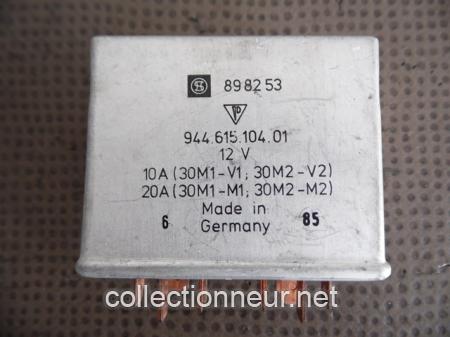 898253
944.615.104.01
12 V
10A (30M1-V1; 30M2-V2)
20A (30M1-M1; 30M2-M2)
Made in
6 Germany 85
collectionneur.net